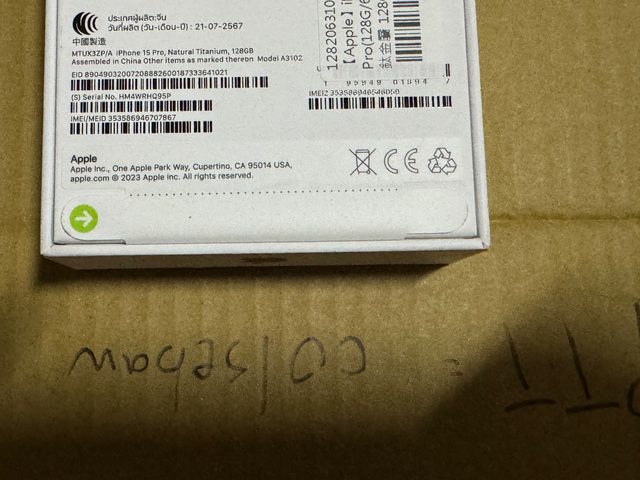 ประเทศผู้ผลิต:จีน
วันที่ผลิต (วัน-เดือน-ปี) : 21-07-2567
中國製造
MTUX3ZP/A iPhone 15 Pro, Natural Titanium, 128GB
Assembled in China Other items as marked thereon Model A3102
EID 89049032007208882600187333641021
(S) Serial No. HM4WRHQ95P
IMEI/MEID 353586946707867
IMEI2
128206310
【Apple】i
Pro(128G/6
鈦金屬 128
Apple
Apple Inc., One Apple Park Way, Cupertino, CA 95014 USA,
apple.com © 2023 Apple Inc. All rights reserved.
CE